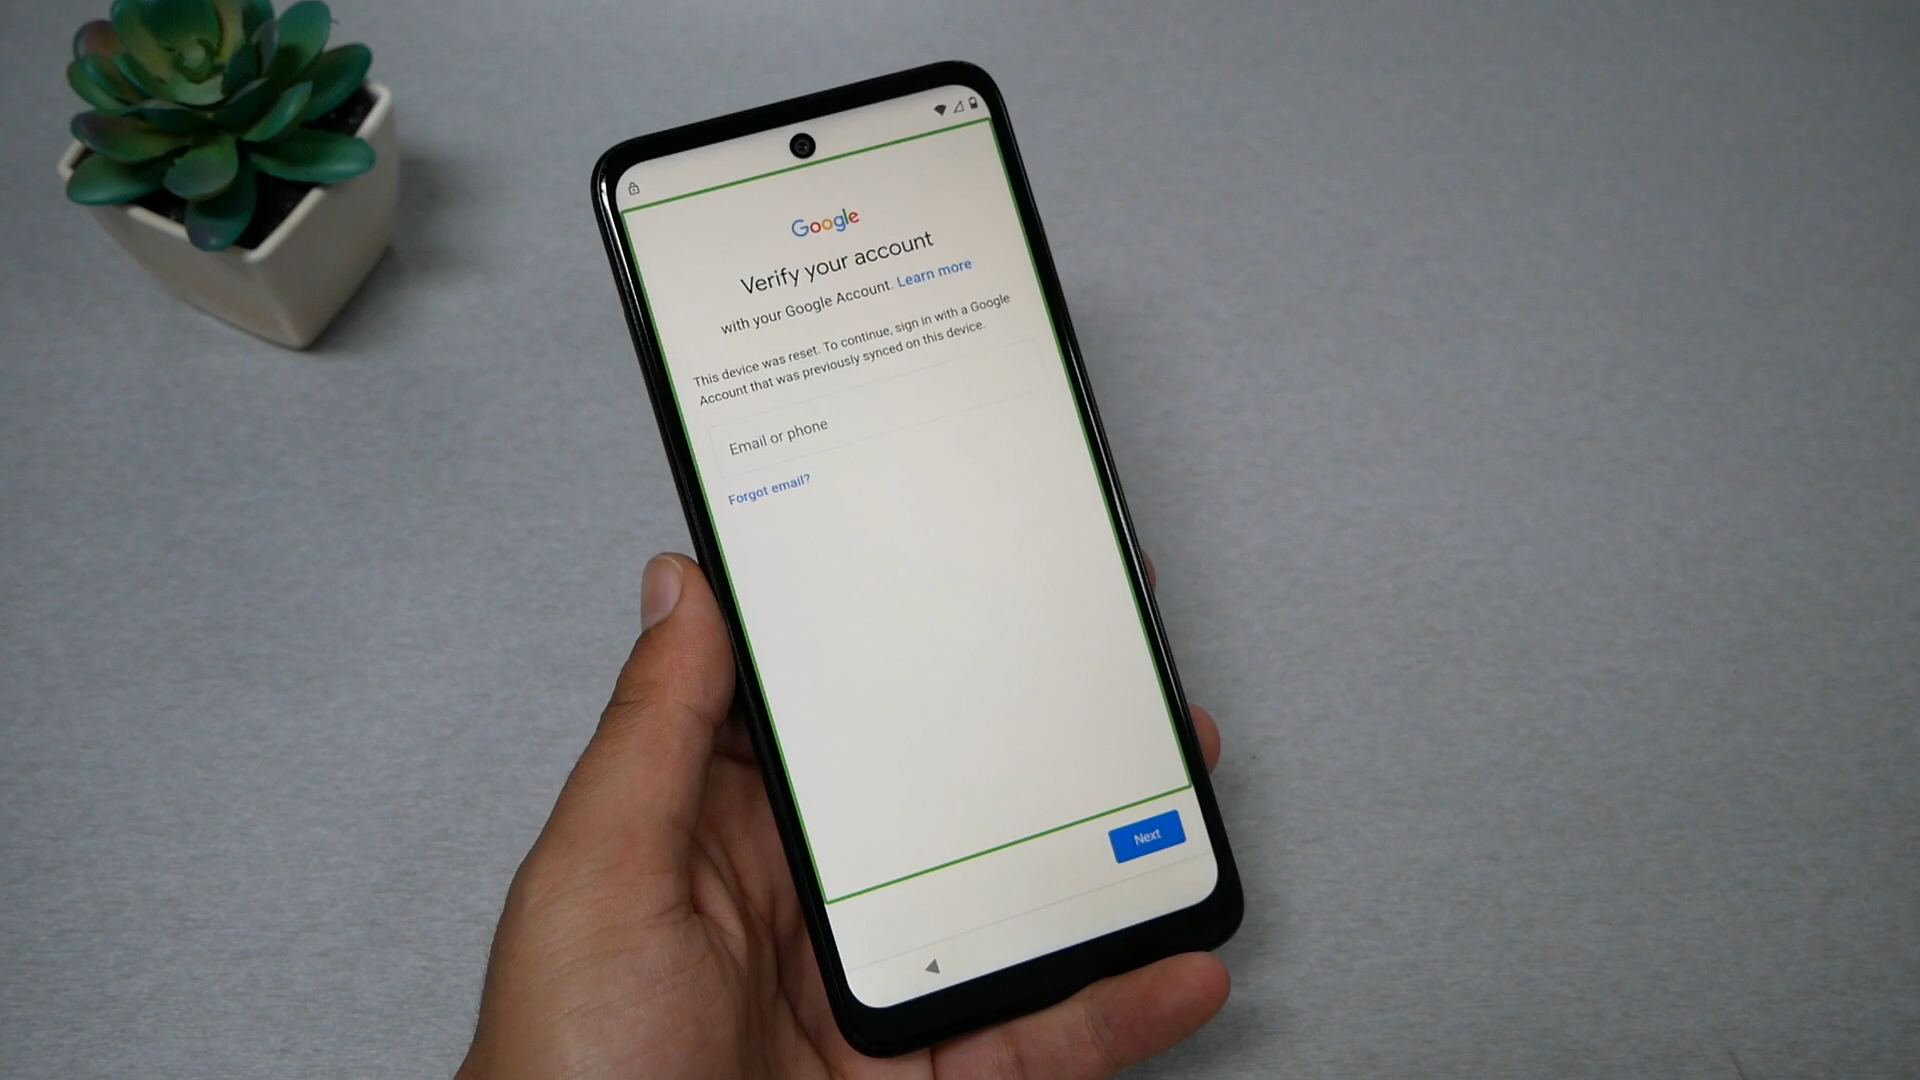 Google
Verify your account
with your Google Account. Learn more
This device was reset. To continue, sign in with a Google
Account that was previously synced on this device.
Email or phone
Forgot email?
Next